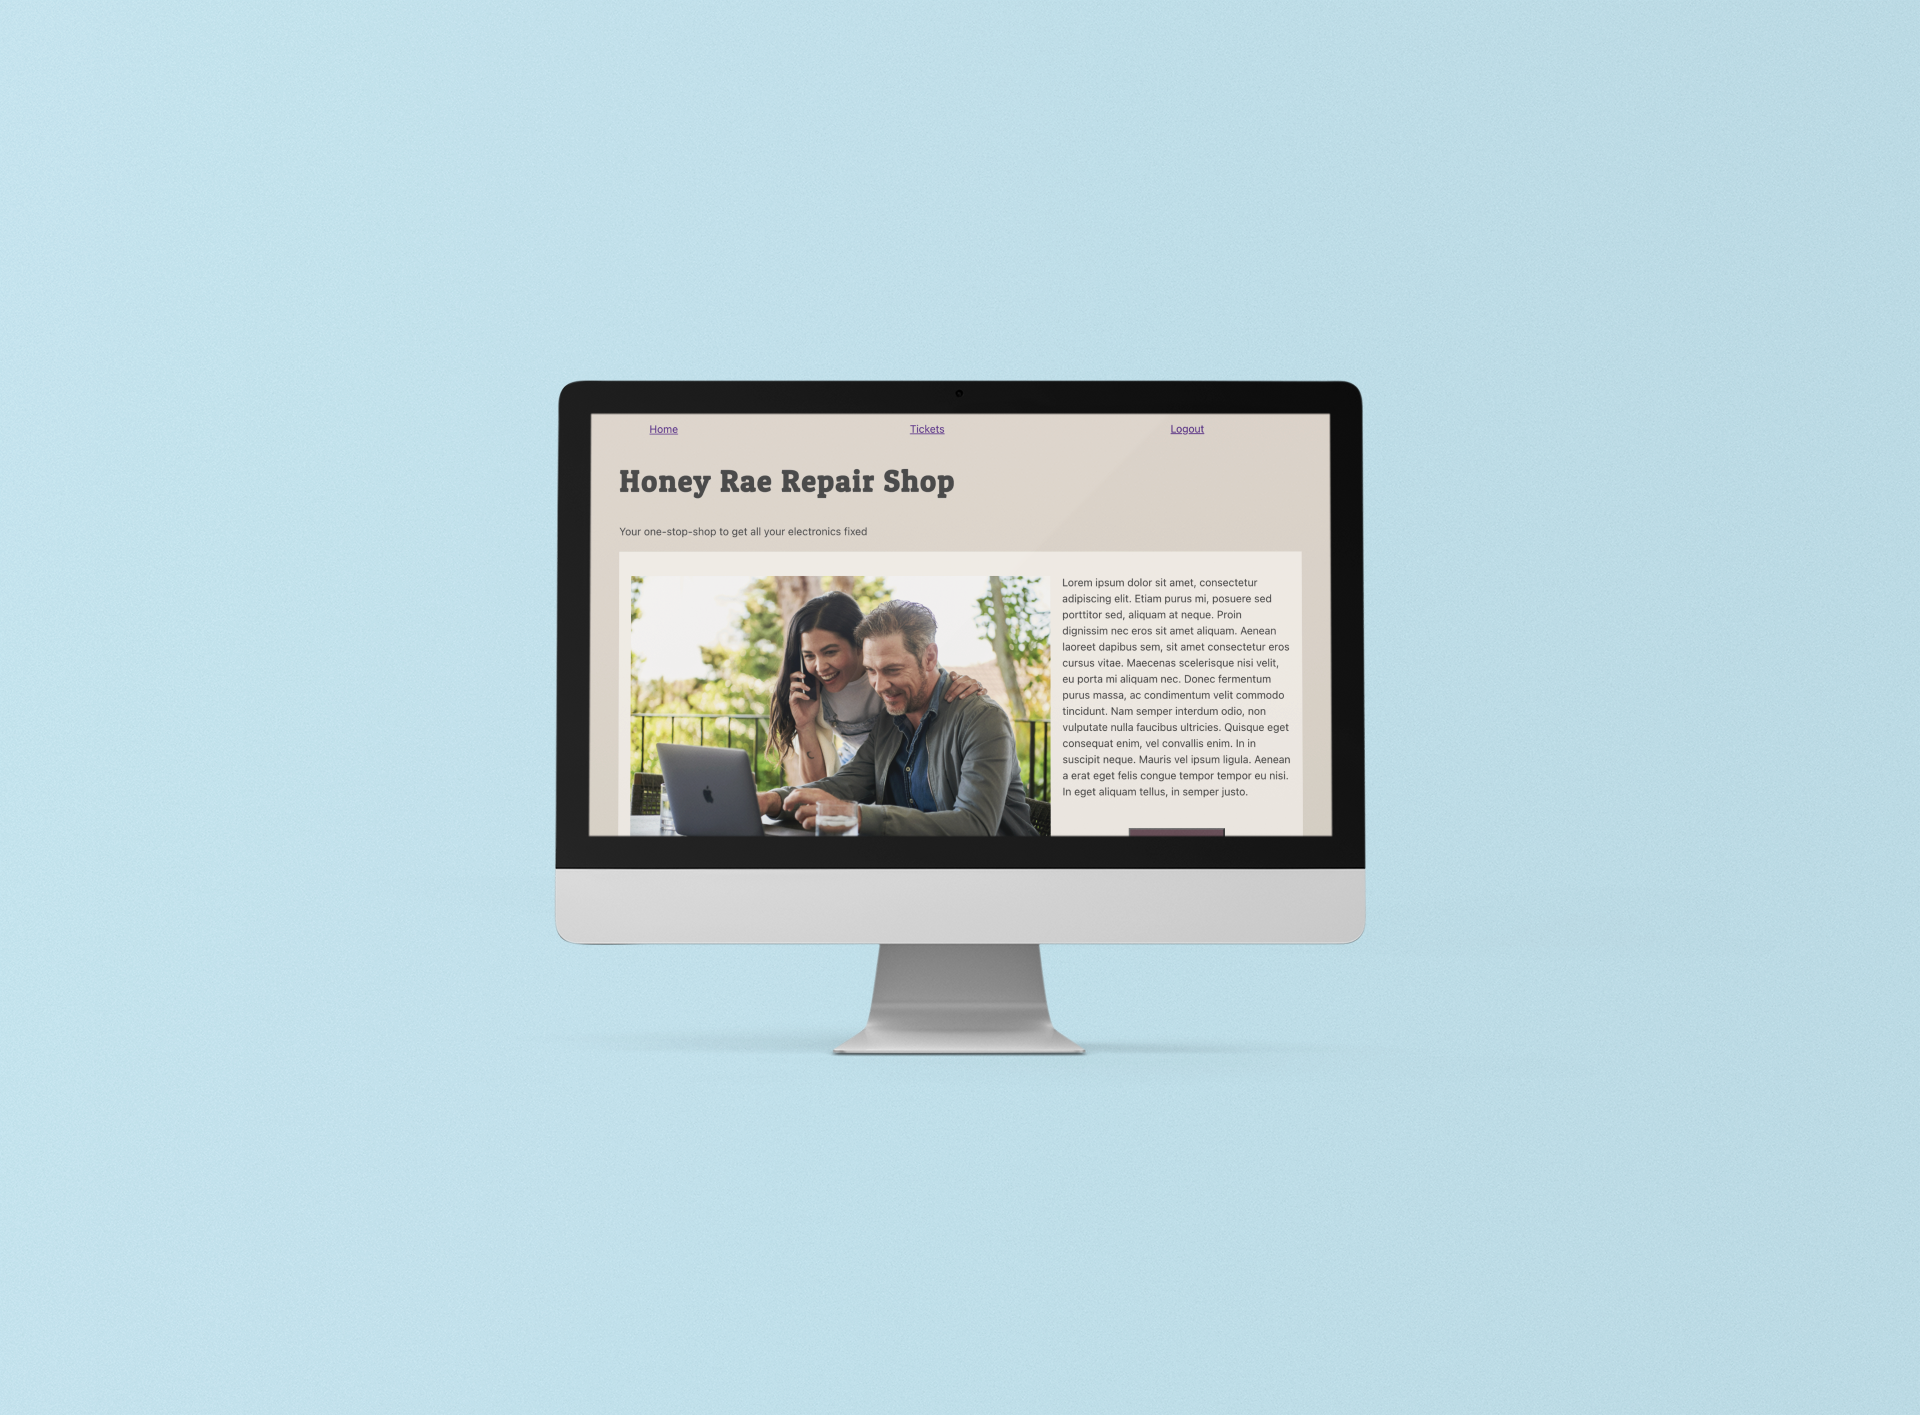 Home Tickets Logout
Honey Rae Repair Shop
Your one-stop-shop to get all your electronics fixed
Lorem ipsum dolor sit amet, consectetur
adipiscing elit. Etiam purus mi, posuere sed
porttitor sed, aliquam at neque. Proin
dignissim nec eros sit amet aliquam. Aenean
laoreet dapibus sem, sit amet consectetur eros
cursus vitae. Maecenas scelerisque nisi velit,
eu porta mi aliquam nec. Donec fermentum
purus massa, ac condimentum velit commodo
tincidunt. Nam semper interdum odio, non
vulputate nulla faucibus ultricies. Quisque eget
consequat enim, vel convallis enim. In in
suscipit neque. Mauris vel ipsum ligula. Aenean
a erat eget felis congue tempor tempor eu nisi.
In eget aliquam tellus, in semper justo.